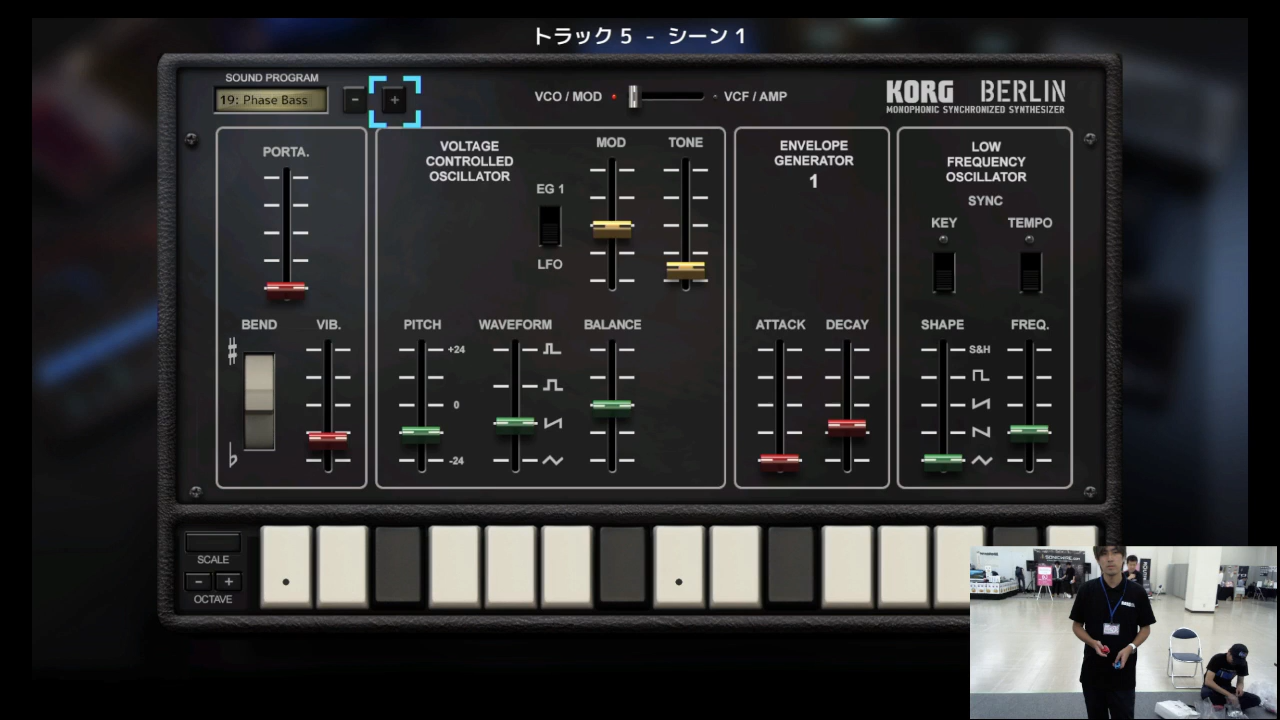 トラック 5 - シーン 1
SOUND PROGRAM
19: Phase Bass
-
+
VCO / MOD
VCF / AMP
KORG BERLIN
MONOPHONIC SYNCHRONIZED SYNTHESIZER
PORTA.
BEND
VIB.
VOLTAGE
CONTROLLED
OSCILLATOR
EG 1
LFO
MOD
TONE
PITCH
+24
0
-24
WAVEFORM
BALANCE
ENVELOPE
GENERATOR
1
ATTACK
DECAY
LOW
FREQUENCY
OSCILLATOR
SYNC
KEY
TEMPO
SHAPE
S&H
FREQ.
SCALE
- +
OCTAVE